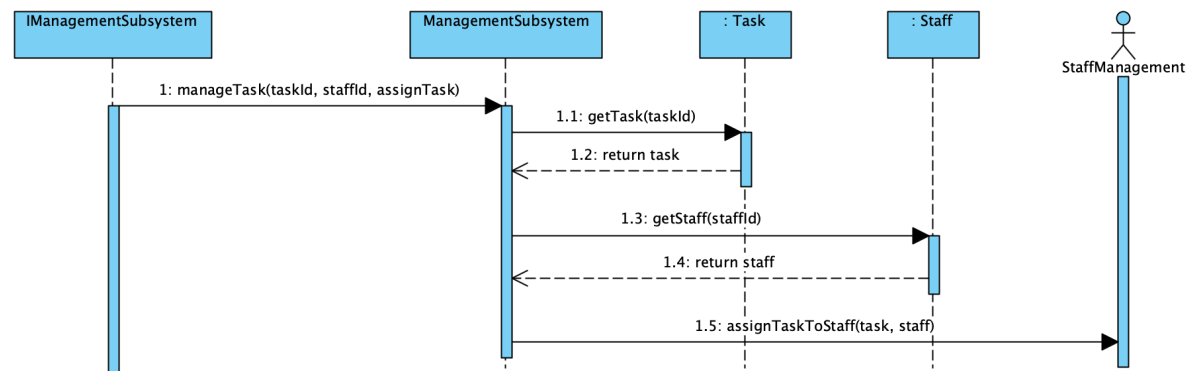 IManagementSubsystem
ManagementSubsystem
: Task
: Staff
StaffManagement
1: manageTask(taskId, staffId, assignTask)
1.1: getTask(taskId)
1.2: return task
1.3: getStaff(staffId)
1.4: return staff
1.5: assignTaskToStaff(task, staff)